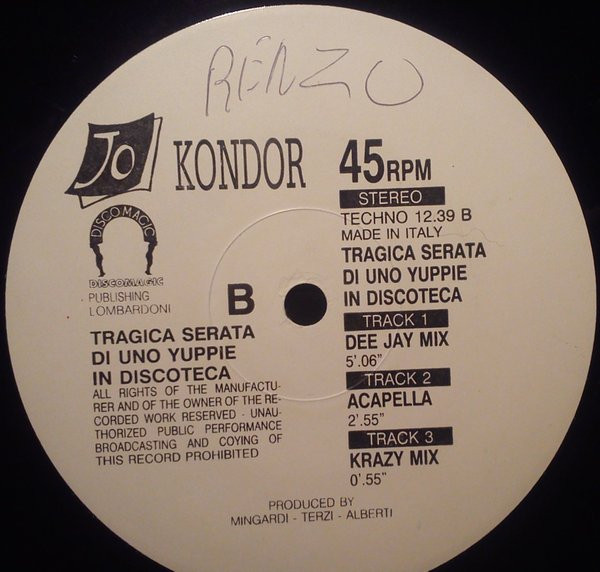 RENZO
JO
KONDOR
45 RPM
STEREO
TECHNO 12.39 B
MADE IN ITALY
TRAGICA SERATA
DI UNO YUPPIE
IN DISCOTECA
TRACK 1
DEE JAY MIX
5'.06"
TRACK 2
ACAPELLA
2'.55"
TRACK 3
KRAZY MIX
0'.55"
DISCOMAGIC
DISCOMAGIC
PUBLISHING
LOMBARDONI
B
TRAGICA SERATA
DI UNO YUPPIE
IN DISCOTECA
ALL RIGHTS OF THE MANUFACTU-
RER AND OF THE OWNER OF THE RE-
CORDED WORK RESERVED - UNAU-
THORIZED PUBLIC PERFORMANCE
BROADCASTING AND COYING OF
THIS RECORD PROHIBITED
PRODUCED BY
MINGARDI - TERZI - ALBERTI